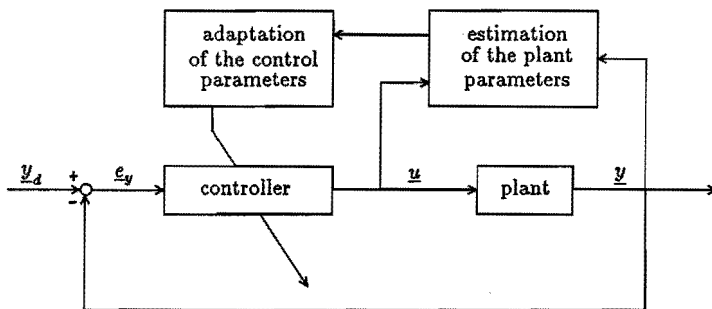 adaptation
of the control
parameters
estimation
of the plant
parameters
y_d
+
-
e_y
controller
u
plant
y